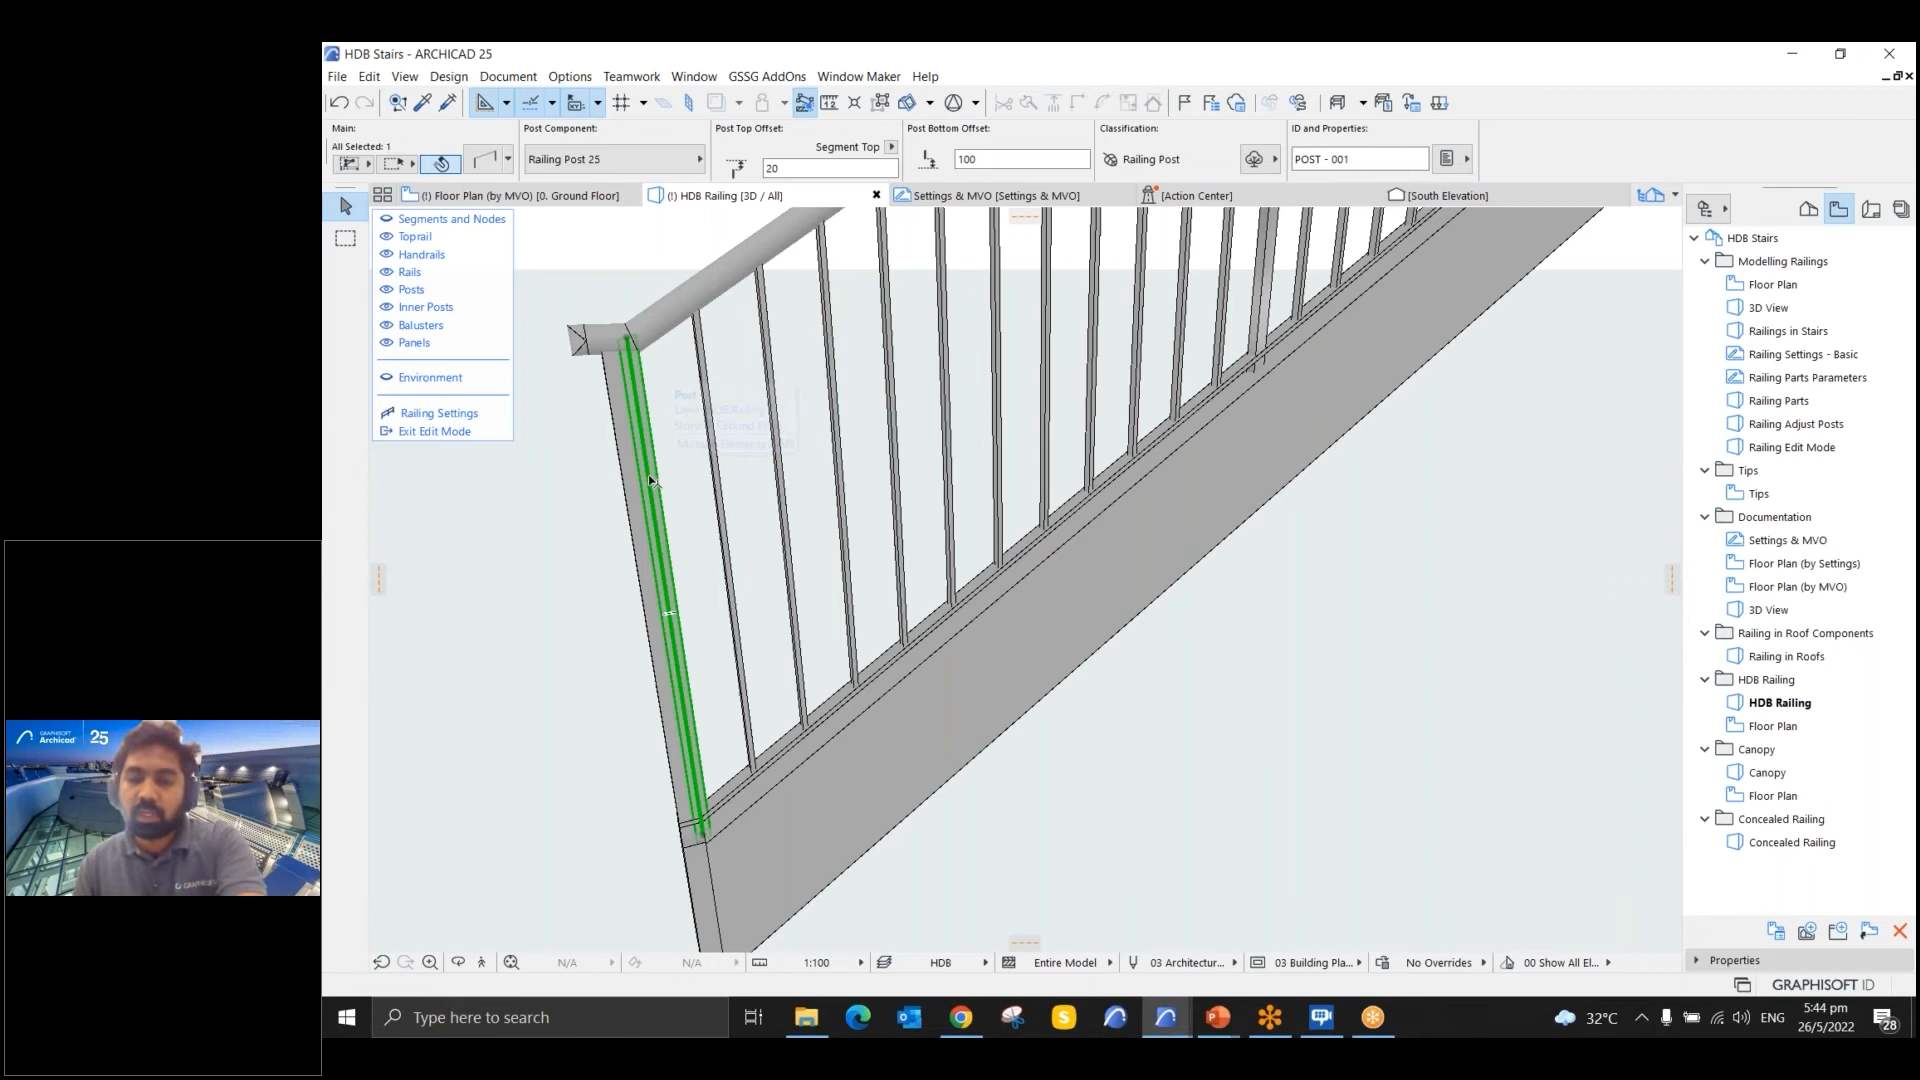 HDB Stairs - ARCHICAD 25
File Edit View Design Document Options Teamwork Window GSSG AddOns Window Maker Help
Main:
All Selected: 1
Post Component:
Railing Post 25
Post Top Offset:
Segment Top
20
Post Bottom Offset:
100
Classification:
Railing Post
ID and Properties:
POST - 001
(!) Floor Plan (by MVO) [0. Ground Floor]
(!) HDB Railing [3D / All]
Settings & MVO [Settings & MVO]
[Action Center]
[South Elevation]
Segments and Nodes
Toprail
Handrails
Rails
Posts
Inner Posts
Balusters
Panels
Environment
Railing Settings
Exit Edit Mode
Post
HDB Stairs
Modelling Railings
Floor Plan
3D View
Railings in Stairs
Railing Settings - Basic
Railing Parts Parameters
Railing Parts
Railing Adjust Posts
Railing Edit Mode
Tips
Tips
Documentation
Settings & MVO
Floor Plan (by Settings)
Floor Plan (by MVO)
3D View
Railing in Roof Components
Railing in Roofs
HDB Railing
HDB Railing
Floor Plan
Canopy
Canopy
Floor Plan
Concealed Railing
Concealed Railing
Properties
GRAPHISOFT ID
N/A
N/A
1:100
HDB
Entire Model
03 Architectur...
03 Building Pla...
No Overrides
00 Show All El...
GRAPHISOFT
Archicad 25
Type here to search
32°C
ENG
5:44 pm
26/5/2022
28